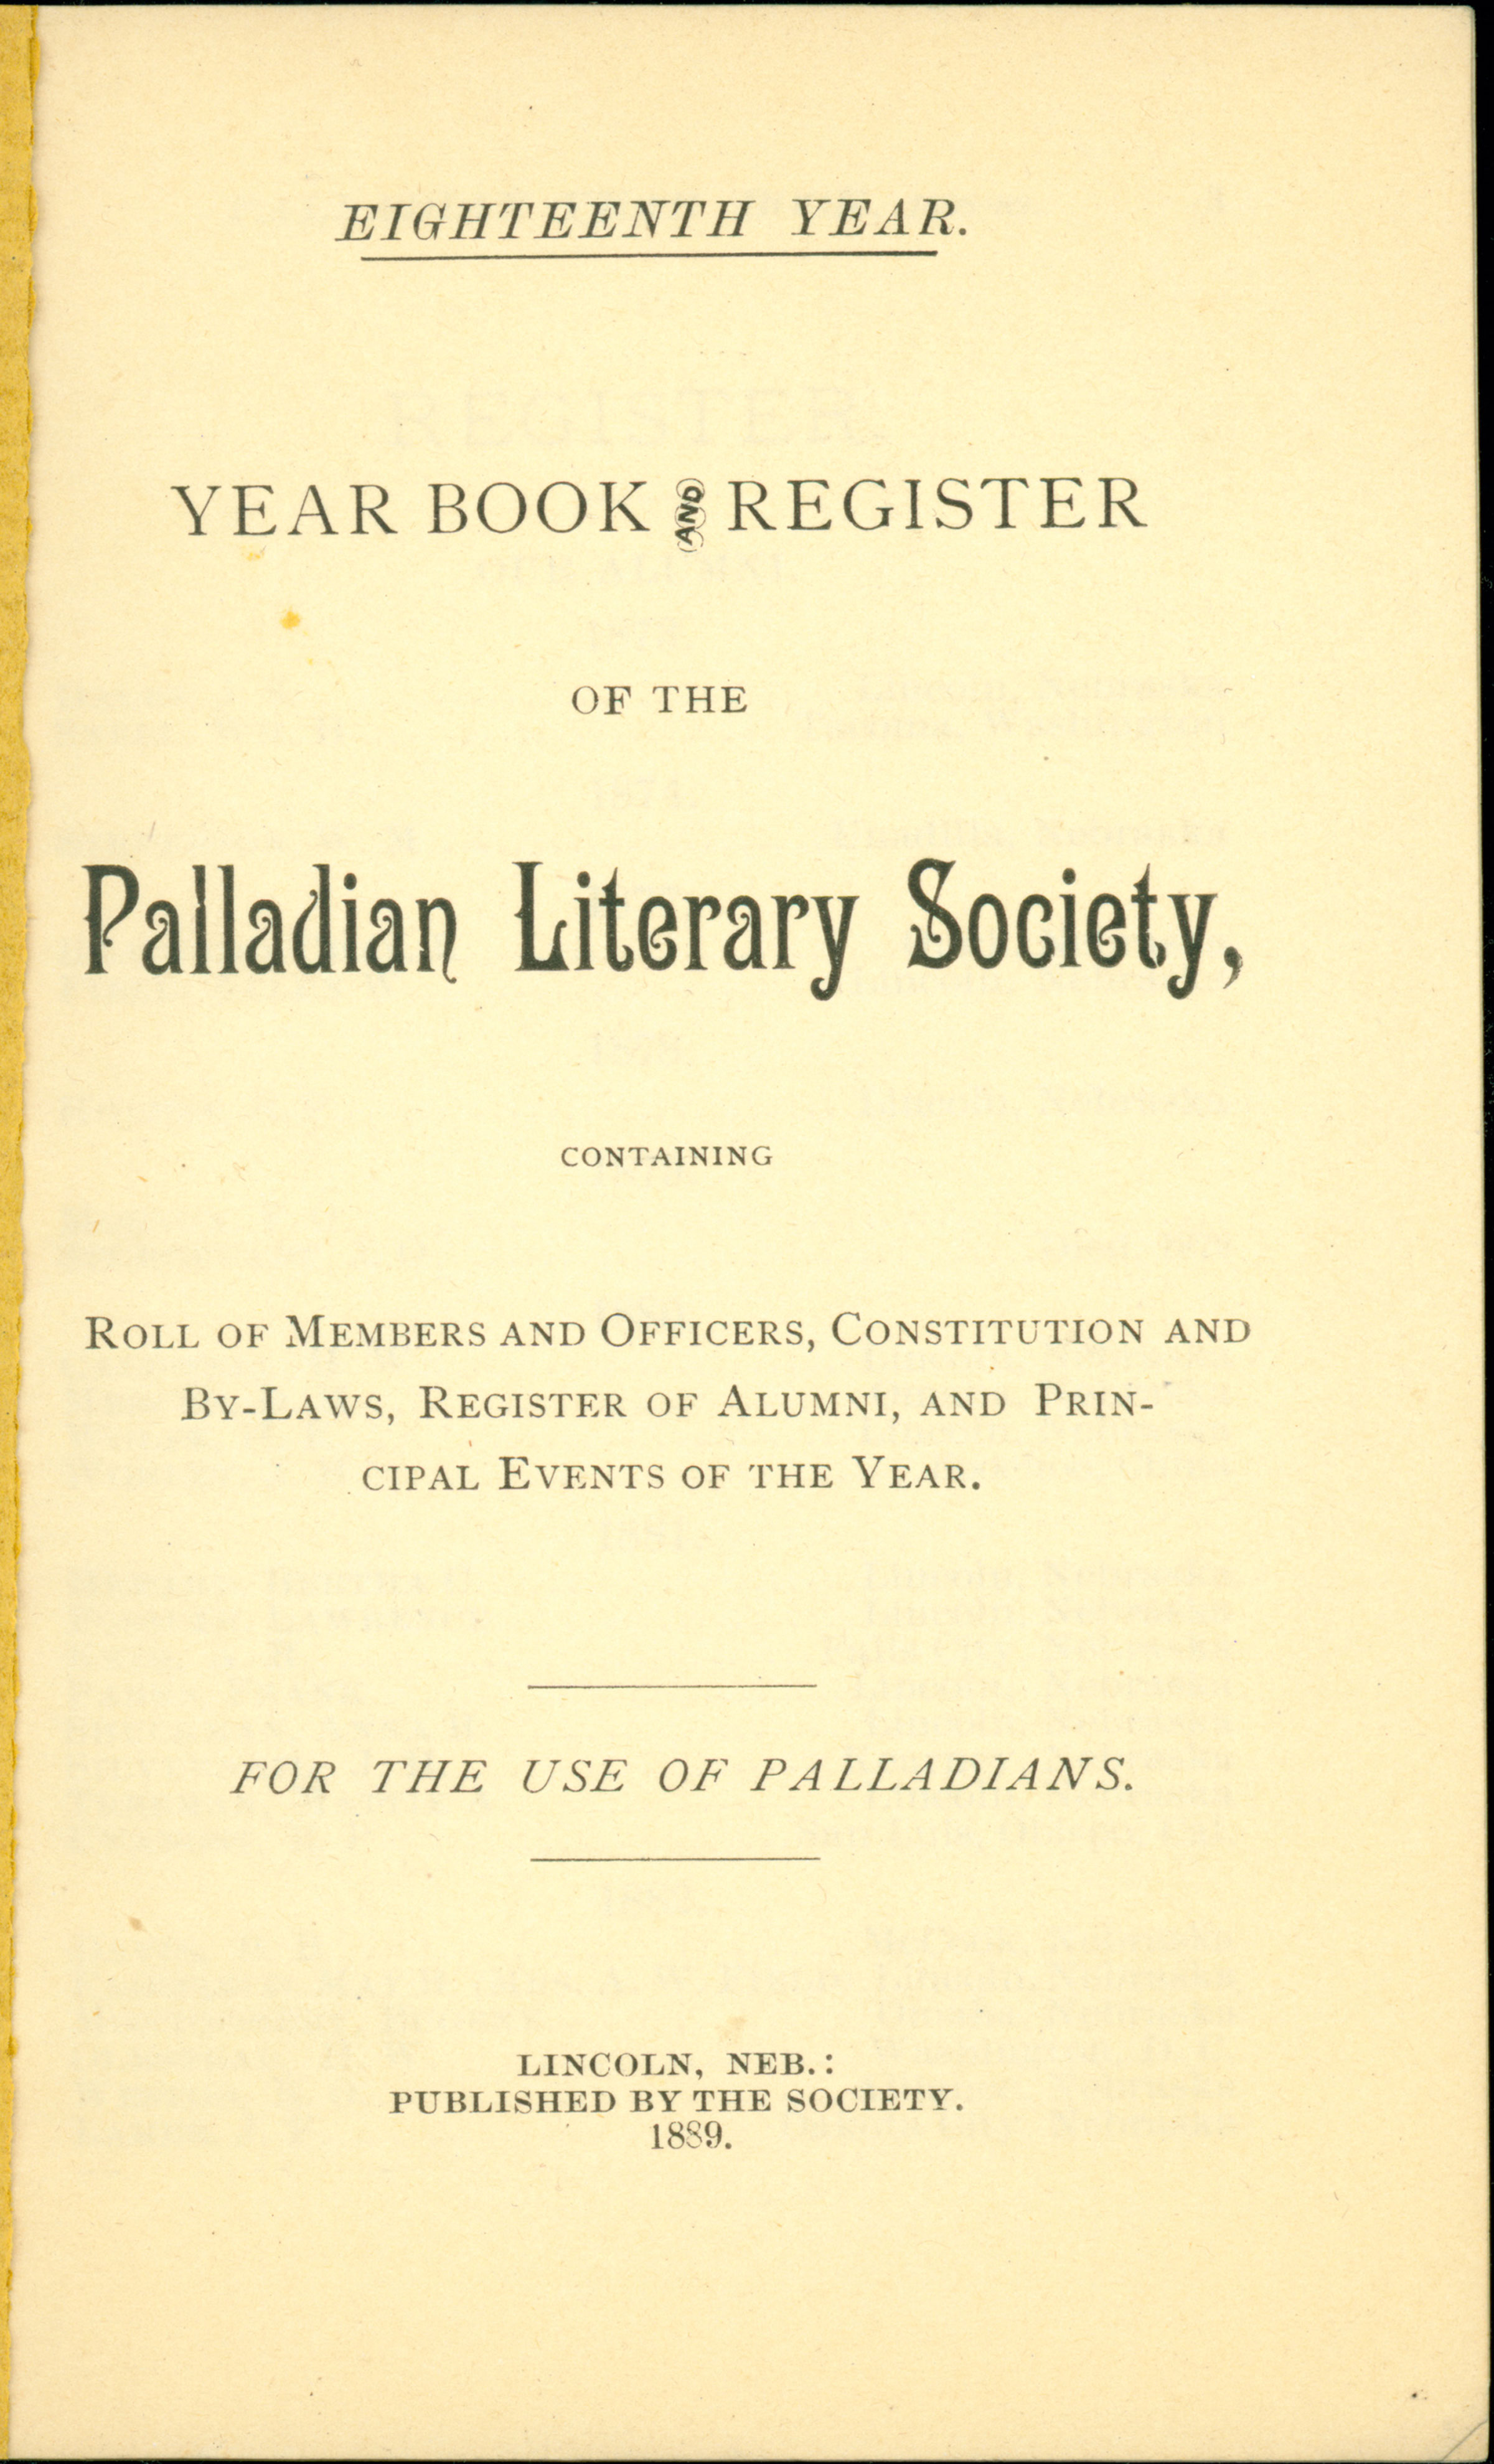 EIGHTEENTH YEAR.
YEAR BOOK AND REGISTER
OF THE
Palladian Literary Society,
CONTAINING
ROLL OF MEMBERS AND OFFICERS, CONSTITUTION AND
BY-LAWS, REGISTER OF ALUMNI, AND PRIN-
CIPAL EVENTS OF THE YEAR.
FOR THE USE OF PALLADIANS.
LINCOLN, NEB.:
PUBLISHED BY THE SOCIETY.
1889.